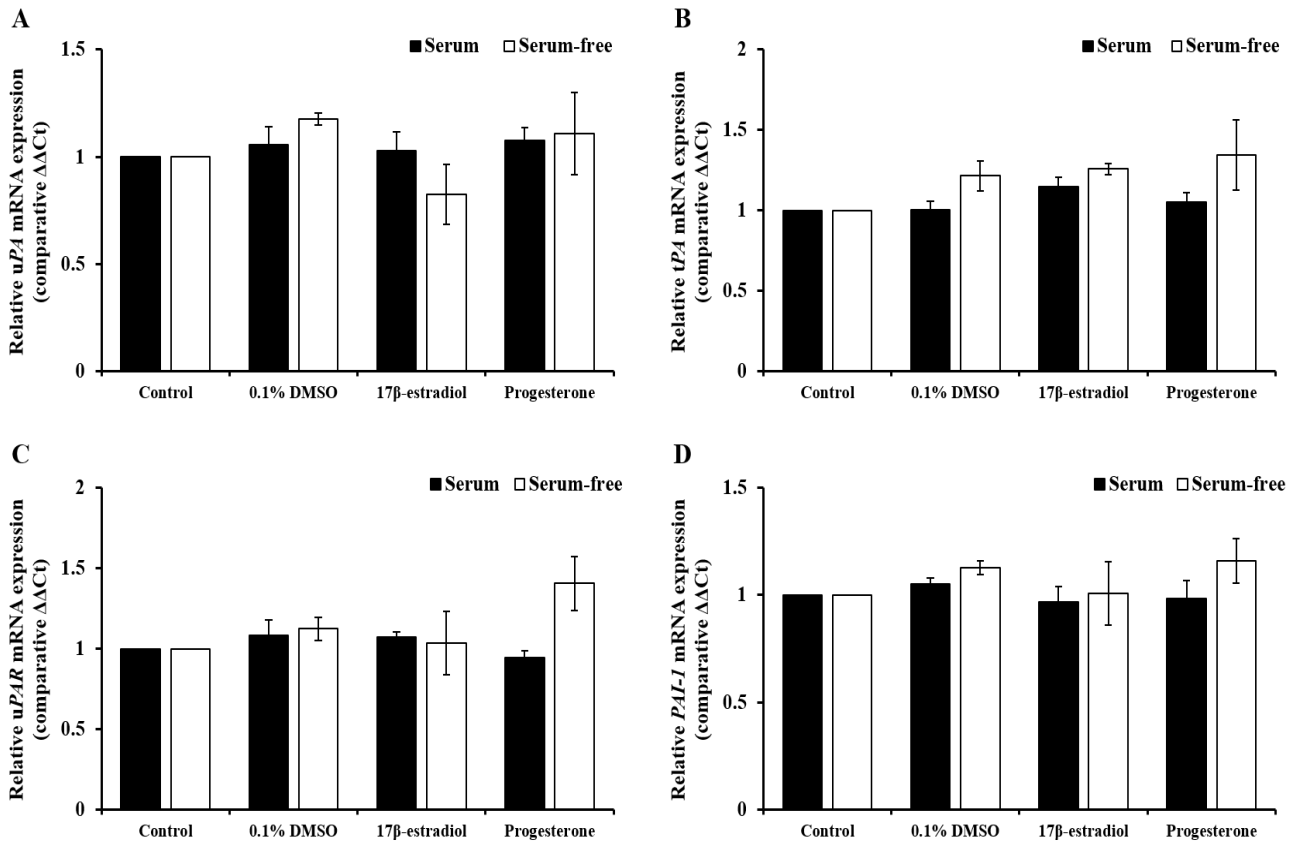 A
Serum Serum-free
Relative uPA mRNA expression
(comparative ΔΔCt)
1.5
1
0.5
0
Control 0.1% DMSO 17β-estradiol Progesterone
B
Serum Serum-free
Relative tPA mRNA expression
(comparative ΔΔCt)
2
1.5
1
0.5
0
Control 0.1% DMSO 17β-estradiol Progesterone
C
Serum Serum-free
Relative uPAR mRNA expression
(comparative ΔΔCt)
2
1.5
1
0.5
0
Control 0.1% DMSO 17β-estradiol Progesterone
D
Serum Serum-free
Relative PAI-1 mRNA expression
(comparative ΔΔCt)
1.5
1
0.5
0
Control 0.1% DMSO 17β-estradiol Progesterone